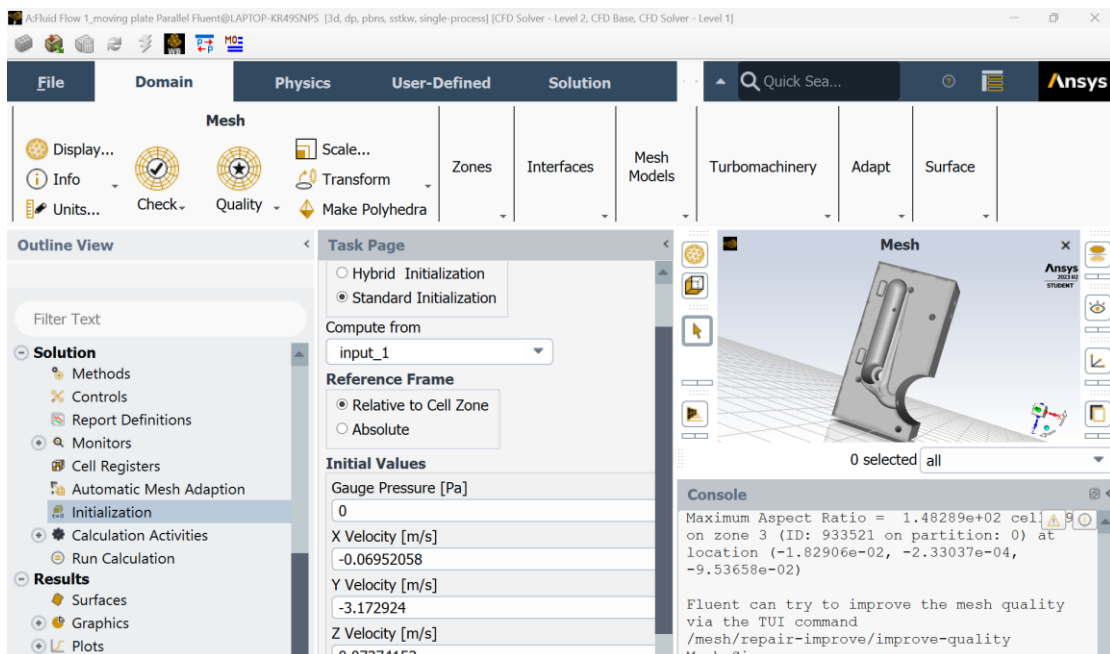 A:Fluid Flow 1_moving plate Parallel Fluent@LAPTOP-KR49SNPS [3d, dp, pbns, sstkw, single-process] [CFD Solver - Level 2, CFD Base, CFD Solver - Level 1]
WB
MO
File Domain Physics User-Defined Solution Quick Sea... Ansys
Mesh
Display...
Info
Units...
Check
Quality
Scale...
Transform
Make Polyhedra
Zones
Interfaces
Mesh
Models
Turbomachinery
Adapt
Surface
Outline View
Filter Text
Solution
Methods
Controls
Report Definitions
Monitors
Cell Registers
Automatic Mesh Adaption
Initialization
Calculation Activities
Run Calculation
Results
Surfaces
Graphics
Plots
Task Page
Hybrid Initialization
Standard Initialization
Compute from
input_1
Reference Frame
Relative to Cell Zone
Absolute
Initial Values
Gauge Pressure [Pa]
0
X Velocity [m/s]
-0.06952058
Y Velocity [m/s]
-3.172924
Z Velocity [m/s]
Mesh
Ansys
2023 R2
STUDENT
0 selected all
Console
Maximum Aspect Ratio = 1.48289e+02 cell 9
on zone 3 (ID: 933521 on partition: 0) at
location (-1.82906e-02, -2.33037e-04,
-9.53658e-02)
Fluent can try to improve the mesh quality
via the TUI command
/mesh/repair-improve/improve-quality